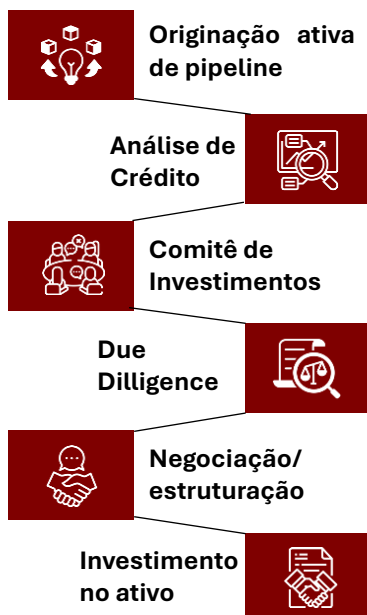 Originação ativa
de pipeline
Análise de
Crédito
Comitê de
Investimentos
Due
Dilligence
Negociação/
estruturação
Investimento
no ativo